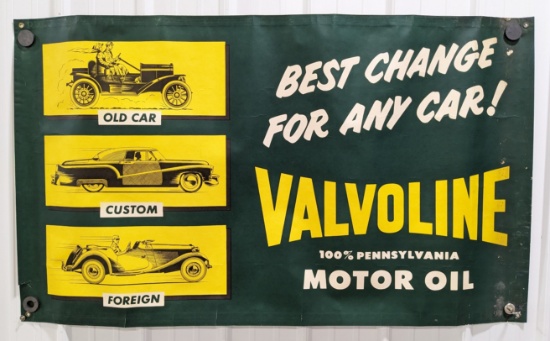 OLD CAR
CUSTOM
FOREIGN
BEST CHANGE
FOR ANY CAR!
VALVOLINE
100% PENNSYLVANIA
MOTOR OIL